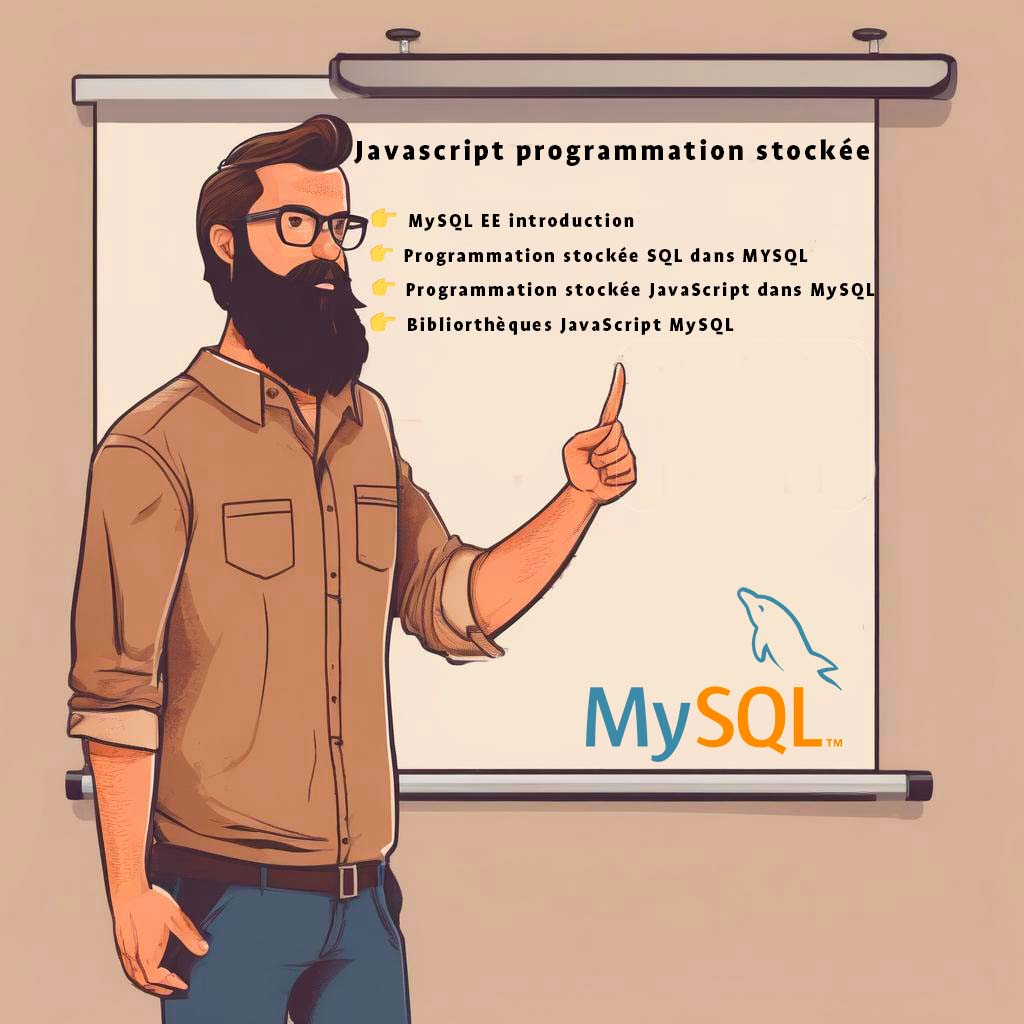 Javascript programmation stockée
👉 MySQL EE introduction
👉 Programmation stockée SQL dans MYSQL
👉 Programmation stockée JavaScript dans MySQL
👉 Bibliorthèques JavaScript MySQL
MySQL™